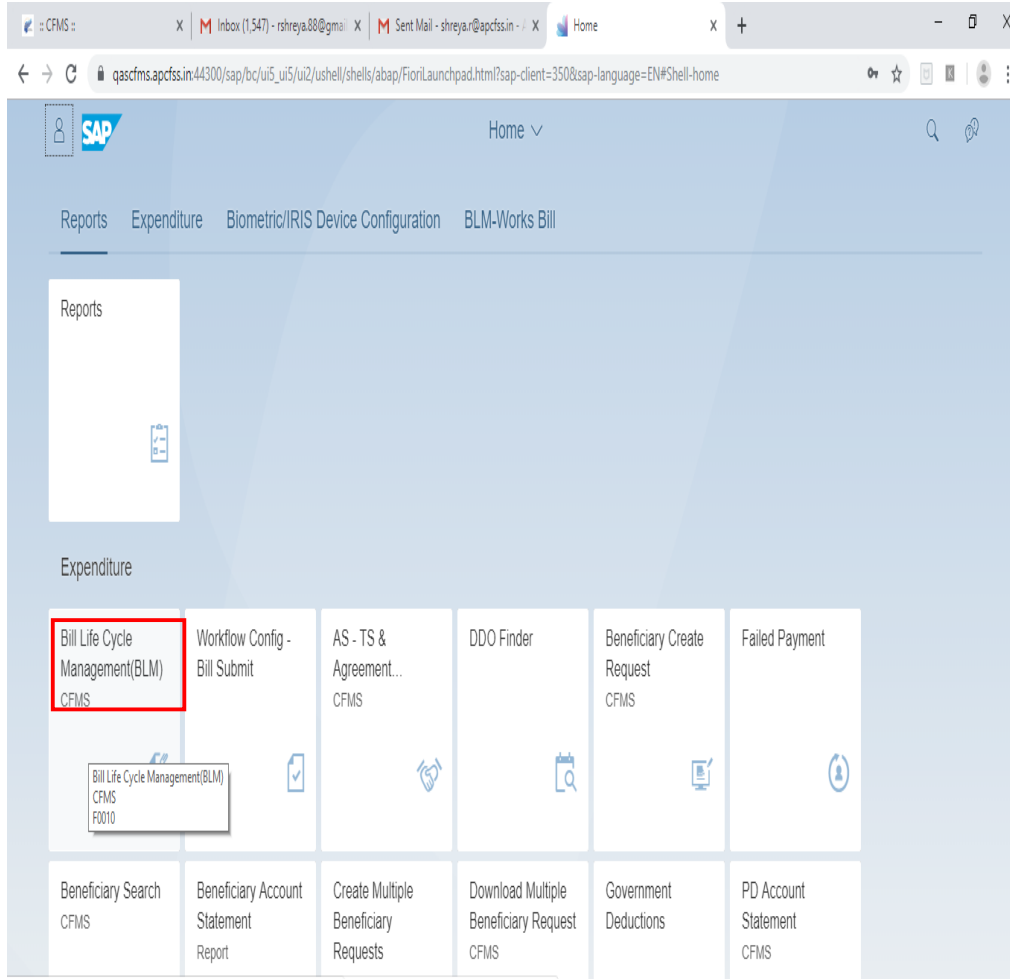 :: CFMS ::
Inbox (1,547) - rshreya.88@gmai
Sent Mail - shreya.r@apcfss.in - A
Home
qascfms.apcfss.in:44300/sap/bc/ui5_ui5/ui2/ushell/shells/abap/FioriLaunchpad.html?sap-client=350&sap-language=EN#Shell-home
SAP
Home
Reports Expenditure Biometric/IRIS Device Configuration BLM-Works Bill
Reports
Expenditure
Bill Life Cycle
Management(BLM)
CFMS
Bill Life Cycle Management(BLM)
CFMS
F0010
Workflow Config -
Bill Submit
AS - TS &
Agreement...
CFMS
DDO Finder
Beneficiary Create
Request
CFMS
Failed Payment
Beneficiary Search
CFMS
Beneficiary Account
Statement
Report
Create Multiple
Beneficiary
Requests
Download Multiple
Beneficiary Request
CFMS
Government
Deductions
PD Account
Statement
CFMS